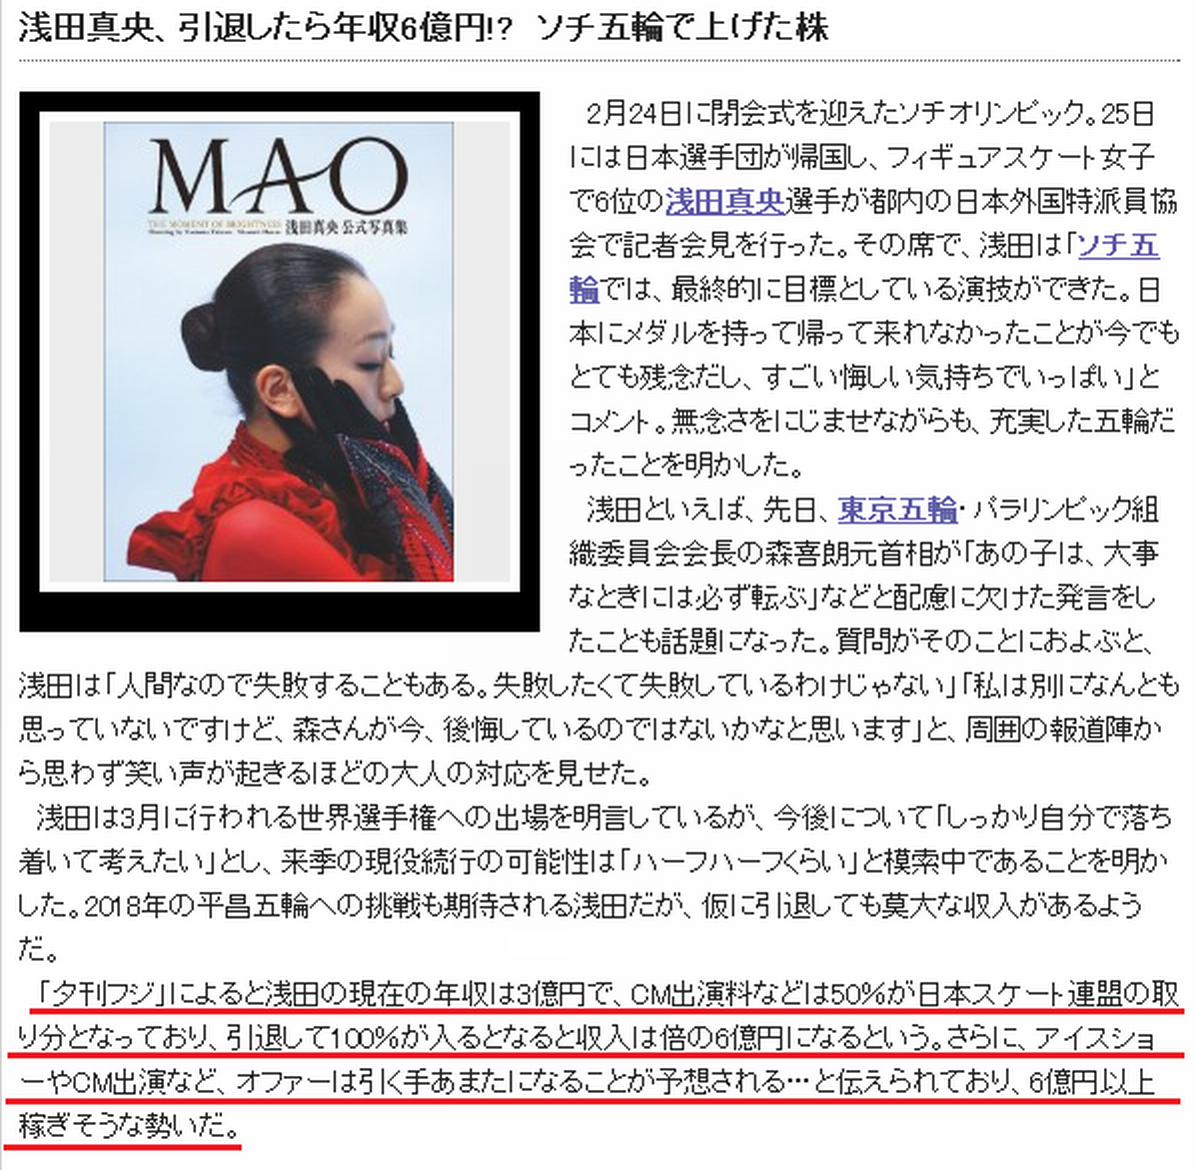 浅田真央、引退したら年収6億円!?　ソチ五輪で上げた株
MAO
THE MOMENT OF BRIGHTNESS 浅田真央 公式写真集
2月24日に閉会式を迎えたソチオリンピック。25日
には日本選手団が帰国し、フィギュアスケート女子
で6位の浅田真央選手が都内の日本外国特派員協
会で記者会見を行った。その席で、浅田は「ソチ五
輪では、最終的に目標としている演技ができた。日
本にメダルを持って帰って来れなかったことが今でも
とても残念だし、すごい悔しい気持ちでいっぱい」と
コメント。無念さをにじませながらも、充実した五輪だ
ったことを明かした。
浅田といえば、先日、東京五輪・パラリンピック組
織委員会会長の森喜朗元首相が「あの子は、大事
なときには必ず転ぶ」などと配慮に欠けた発言をし
たことも話題になった。質問がそのことにおよぶと、
浅田は「人間なので失敗することもある。失敗したくて失敗しているわけじゃない」「私は別になんとも
思っていないですけど、森さんが今、後悔しているのではないかなと思います」と、周囲の報道陣か
ら思わず笑い声が起きるほどの大人の対応を見せた。
浅田は3月に行われる世界選手権への出場を明言しているが、今後について「しっかり自分で落ち
着いて考えたい」とし、来季の現役続行の可能性は「ハーフハーフくらい」と模索中であることを明か
した。2018年の平昌五輪への挑戦も期待される浅田だが、仮に引退しても莫大な収入があるよう
だ。
「夕刊フジ」によると浅田の現在の年収は3億円で、CM出演料などは50%が日本スケート連盟の取
り分となっており、引退して100%が入るとなると収入は倍の6億円になるという。さらに、アイスショ
ーやCM出演など、オファーは引く手あまたになることが予想される…と伝えられており、6億円以上
稼ぎそうな勢いだ。